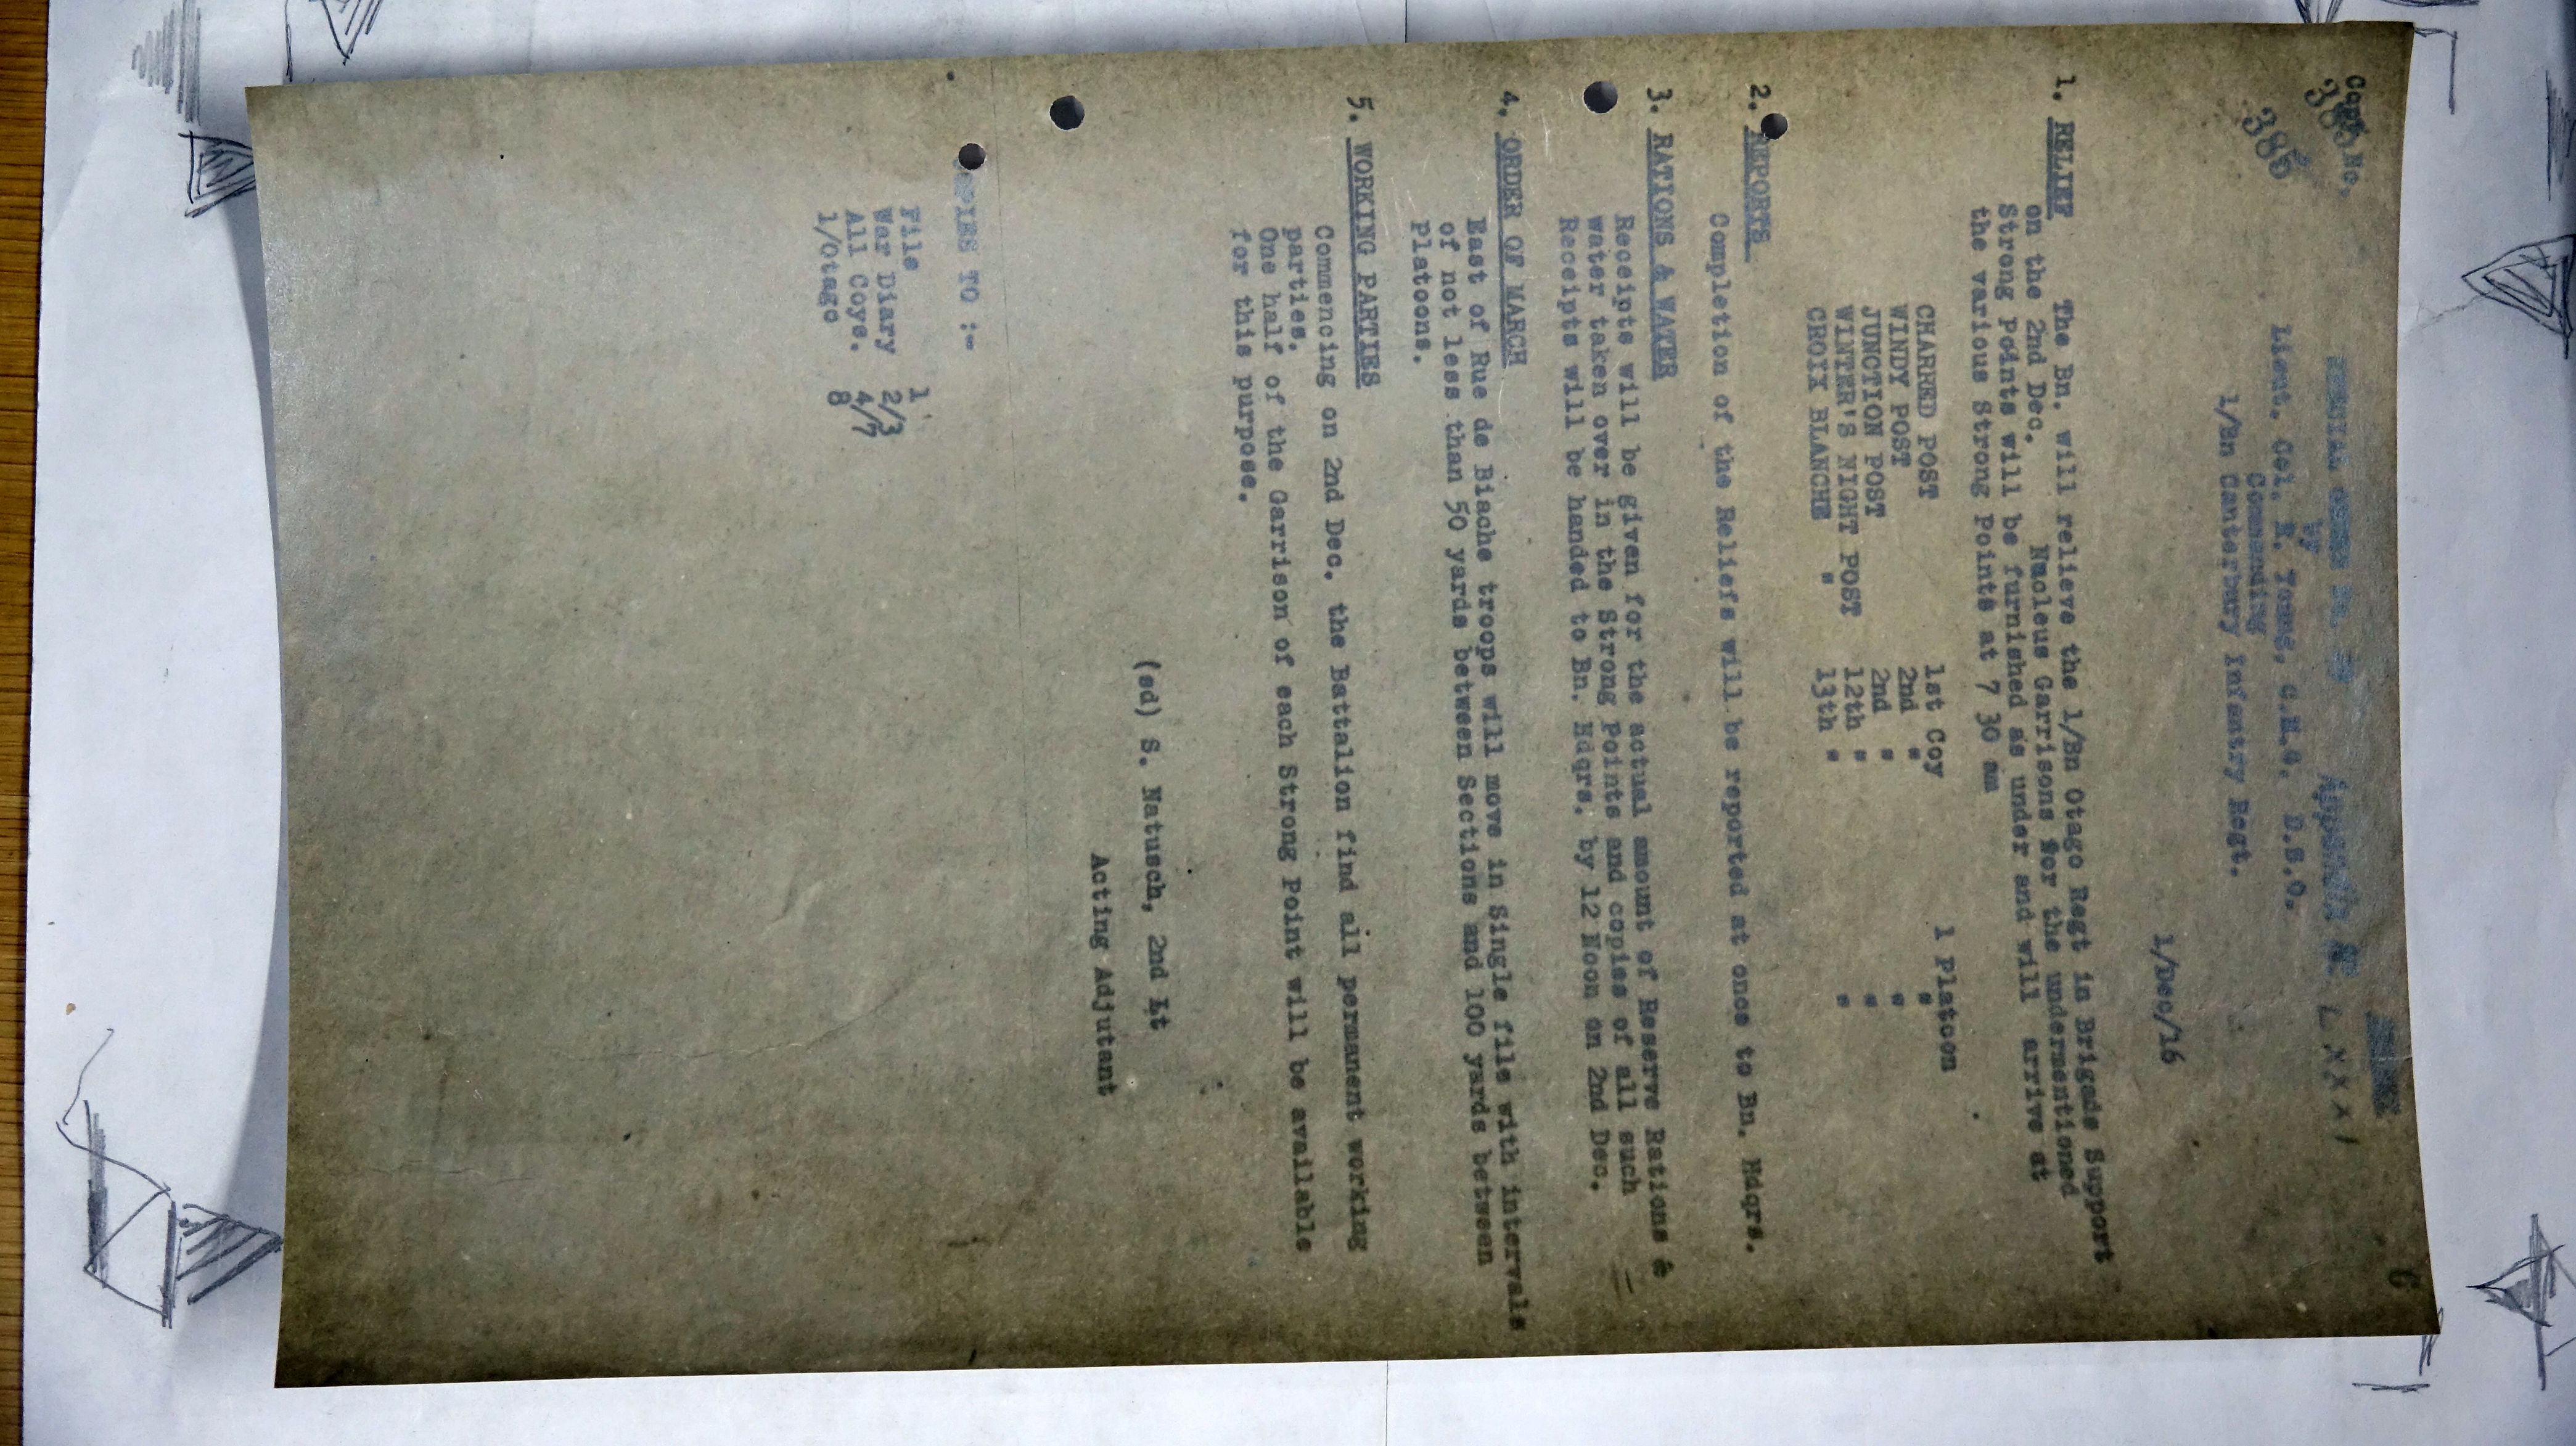 6
Copy No.
385
386
SPECIAL ORDER No.
Appendix LXXXI
by
Lieut. Col. R. Young, C.M.G. D.S.O.
Commanding
1/Bn Canterbury Infantry Regt.
1/Dec/16
1. RELIEF The Bn. will relieve the 1/Bn Otago Regt in Brigade Support
on the 2nd Dec. Nucleus Garrisons for the undermentioned
Strong Points will be furnished as under and will arrive at
the various Strong Points at 7 30 am
CHARRED POST 1st Coy 1 Platoon
WINDY POST 2nd " "
JUNCTION POST 2nd " "
WINTER'S NIGHT POST 12th " "
CROIX BLANCHE " 13th " "
2. REPORTS
Completion of the Reliefs will be reported at once to Bn. Hdqrs.
3. RATIONS & WATER
Receipts will be given for the actual amount of Reserve Rations &
water taken over in the Strong Points and copies of all such
Receipts will be handed to Bn. Hdqrs. by 12 Noon on 2nd Dec.
4. ORDER OF MARCH
East of Rue de Biache troops will move in Single file with intervals
of not less than 50 yards between Sections and 100 yards between
Platoons.
5. WORKING PARTIES
Commencing on 2nd Dec. the Battalion find all permanent working
parties.
One half of the Garrison of each Strong Point will be available
for this purpose.
(sd) S. Natusch, 2nd Lt
Acting Adjutant
COPIES TO :-
File 1
War Diary 2/3
All Coys. 4/7
1/Otago 8